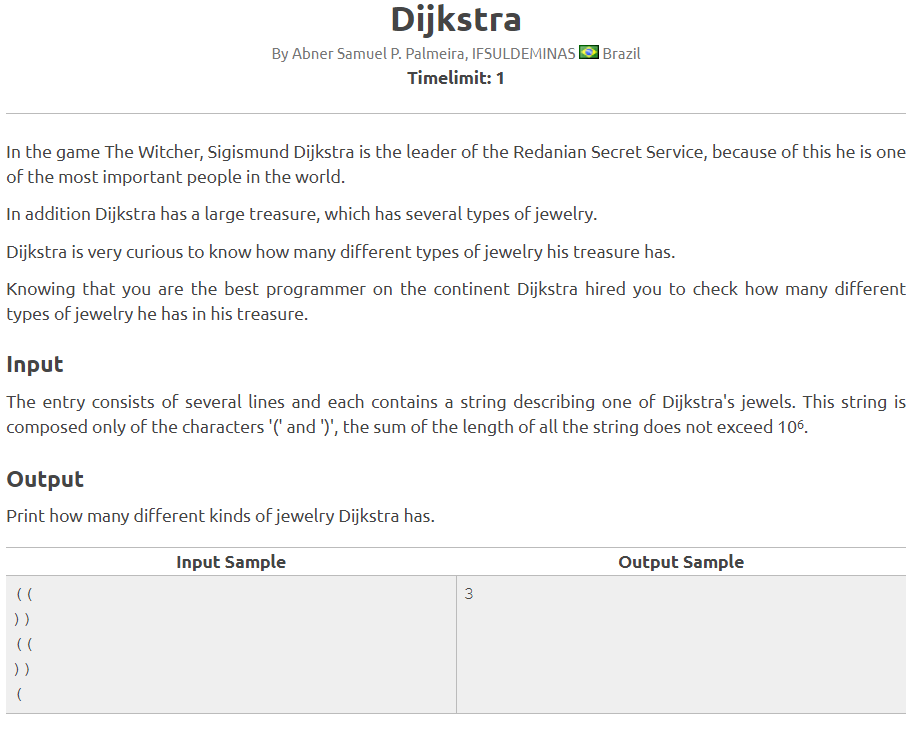 Dijkstra
By Abner Samuel P. Palmeira, IFSULDEMINAS Brazil
Timelimit: 1
In the game The Witcher, Sigismund Dijkstra is the leader of the Redanian Secret Service, because of this he is one
of the most important people in the world.
In addition Dijkstra has a large treasure, which has several types of jewelry.
Dijkstra is very curious to know how many different types of jewelry his treasure has.
Knowing that you are the best programmer on the continent Dijkstra hired you to check how many different
types of jewelry he has in his treasure.
Input
The entry consists of several lines and each contains a string describing one of Dijkstra's jewels. This string is
composed only of the characters '(' and ')', the sum of the length of all the string does not exceed 10⁶.
Output
Print how many different kinds of jewelry Dijkstra has.
Input Sample Output Sample
(( 3
))
((
))
(